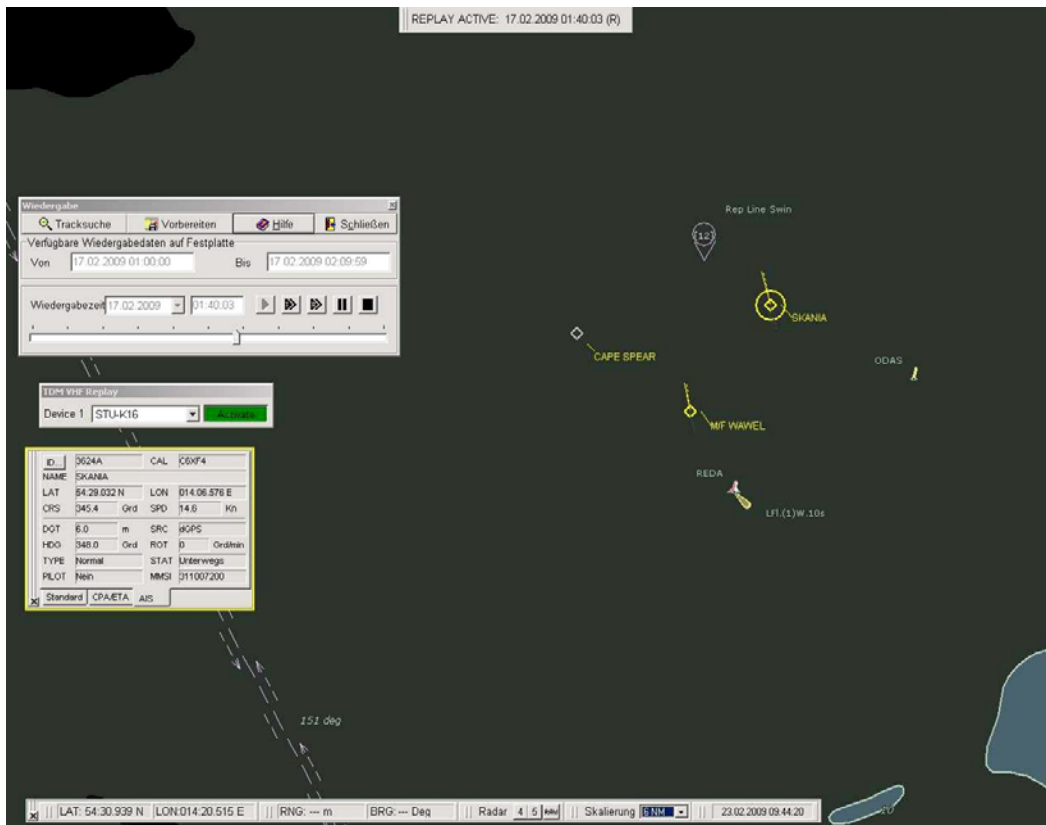 REPLAY ACTIVE: 17.02.2009 01:40:03 (R)
Wiedergabe
Tracksuche Vorbereiten Hilfe Schließen
Verfügbare Wiedergabedaten auf Festplatte
Von 17.02.2009 01:00:00 Bis 17.02.2009 02:09:59
Wiedergabezeit 17.02.2009 01:40:03
Rep Line Swin
[12]
SKANIA
CAPE SPEAR
ODAS
M/F WAWEL
REDA
LFl.(1)W.10s
TDM VHF Replay
Device 1 STU-K16 Activate
ID... 3624A CAL C6XF4
NAME SKANIA
LAT 54:29.032 N LON 014:06.576 E
CRS 345.4 Grd SPD 14.6 Kn
DGT 6.0 m SRC dGPS
HDG 348.0 Grd ROT 0 Grd/min
TYPE Normal STAT Unterwegs
PILOT Nein MMSI 311007200
Standard CPA/ETA AIS
151 deg
LAT: 54:30.939 N LON:014:20.515 E RNG: --- m BRG: --- Deg Radar 4 5 Skalierung 6 NM 23.02.2009 09:44:20
10